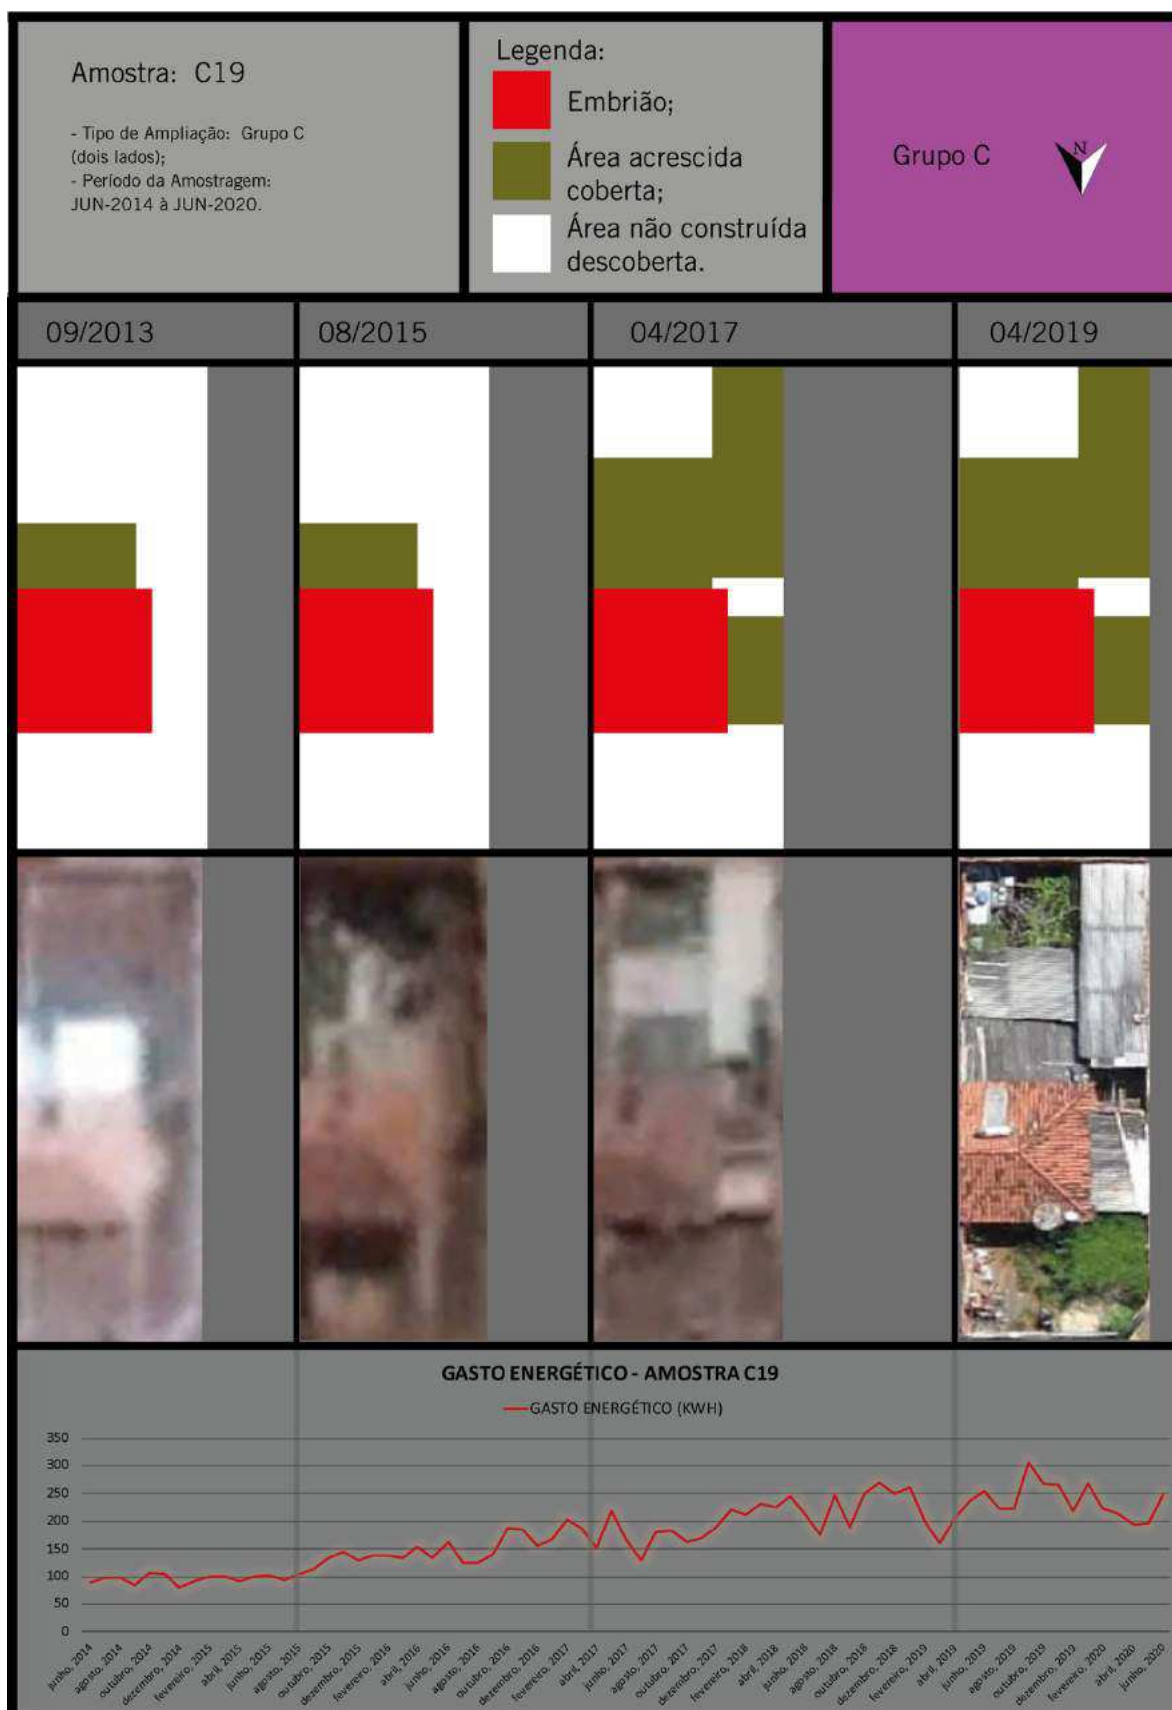 Amostra: C19
- Tipo de Ampliação: Grupo C
(dois lados);
- Período da Amostragem:
JUN-2014 à JUN-2020.
Legenda:
Embrião;
Área acrescida
coberta;
Área não construída
descoberta.
Grupo C
N
09/2013
08/2015
04/2017
04/2019
GASTO ENERGÉTICO - AMOSTRA C19
GASTO ENERGÉTICO (KWH)
350
300
250
200
150
100
50
0
junho, 2014
agosto, 2014
outubro, 2014
dezembro, 2014
fevereiro, 2015
abril, 2015
junho, 2015
agosto, 2015
outubro, 2015
dezembro, 2015
fevereiro, 2016
abril, 2016
junho, 2016
agosto, 2016
outubro, 2016
dezembro, 2016
fevereiro, 2017
abril, 2017
junho, 2017
agosto, 2017
outubro, 2017
dezembro, 2017
fevereiro, 2018
abril, 2018
junho, 2018
agosto, 2018
outubro, 2018
dezembro, 2018
fevereiro, 2019
abril, 2019
junho, 2019
agosto, 2019
outubro, 2019
dezembro, 2019
fevereiro, 2020
abril, 2020
junho, 2020